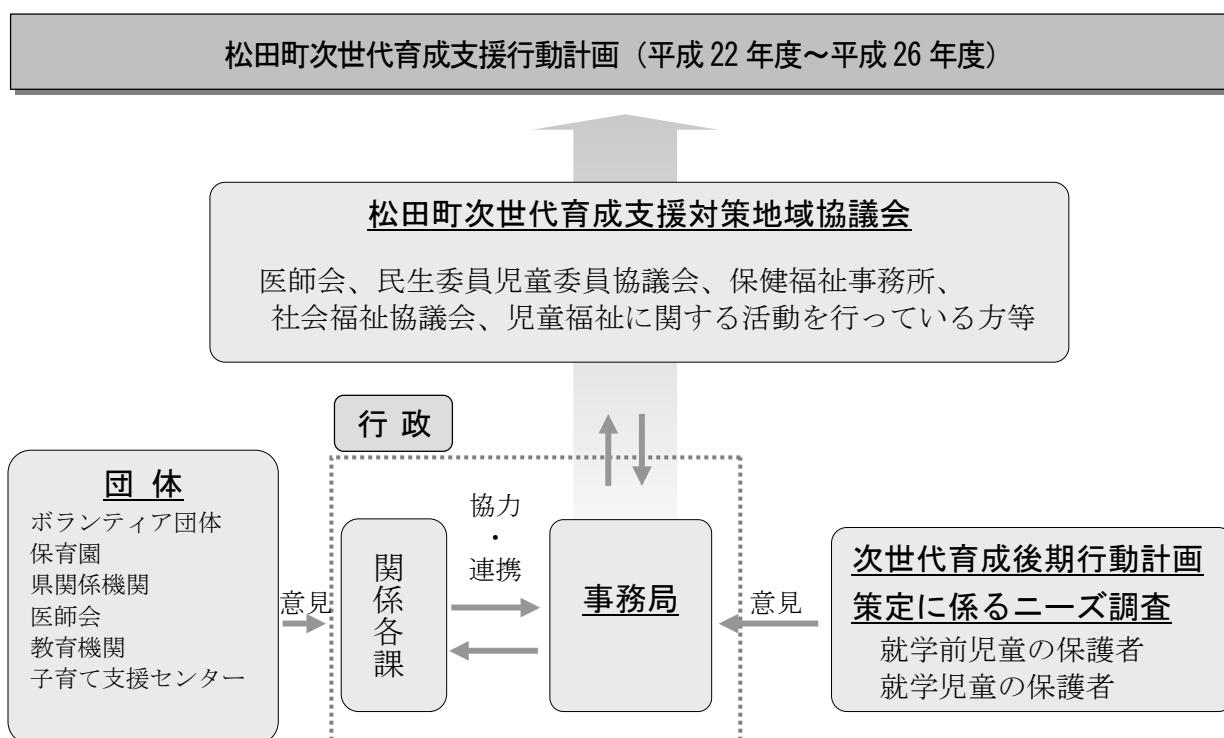 松田町次世代育成支援行動計画（平成 22 年度～平成 26 年度）
松田町次世代育成支援対策地域協議会
医師会、民生委員児童委員協議会、保健福祉事務所、
社会福祉協議会、児童福祉に関する活動を行っている方等
行 政
団 体
ボランティア団体
保育園
県関係機関
医師会
教育機関
子育て支援センター
意見
関係各課
協力
・
連携
事務局
意見
次世代育成後期行動計画
策定に係るニーズ調査
就学前児童の保護者
就学児童の保護者